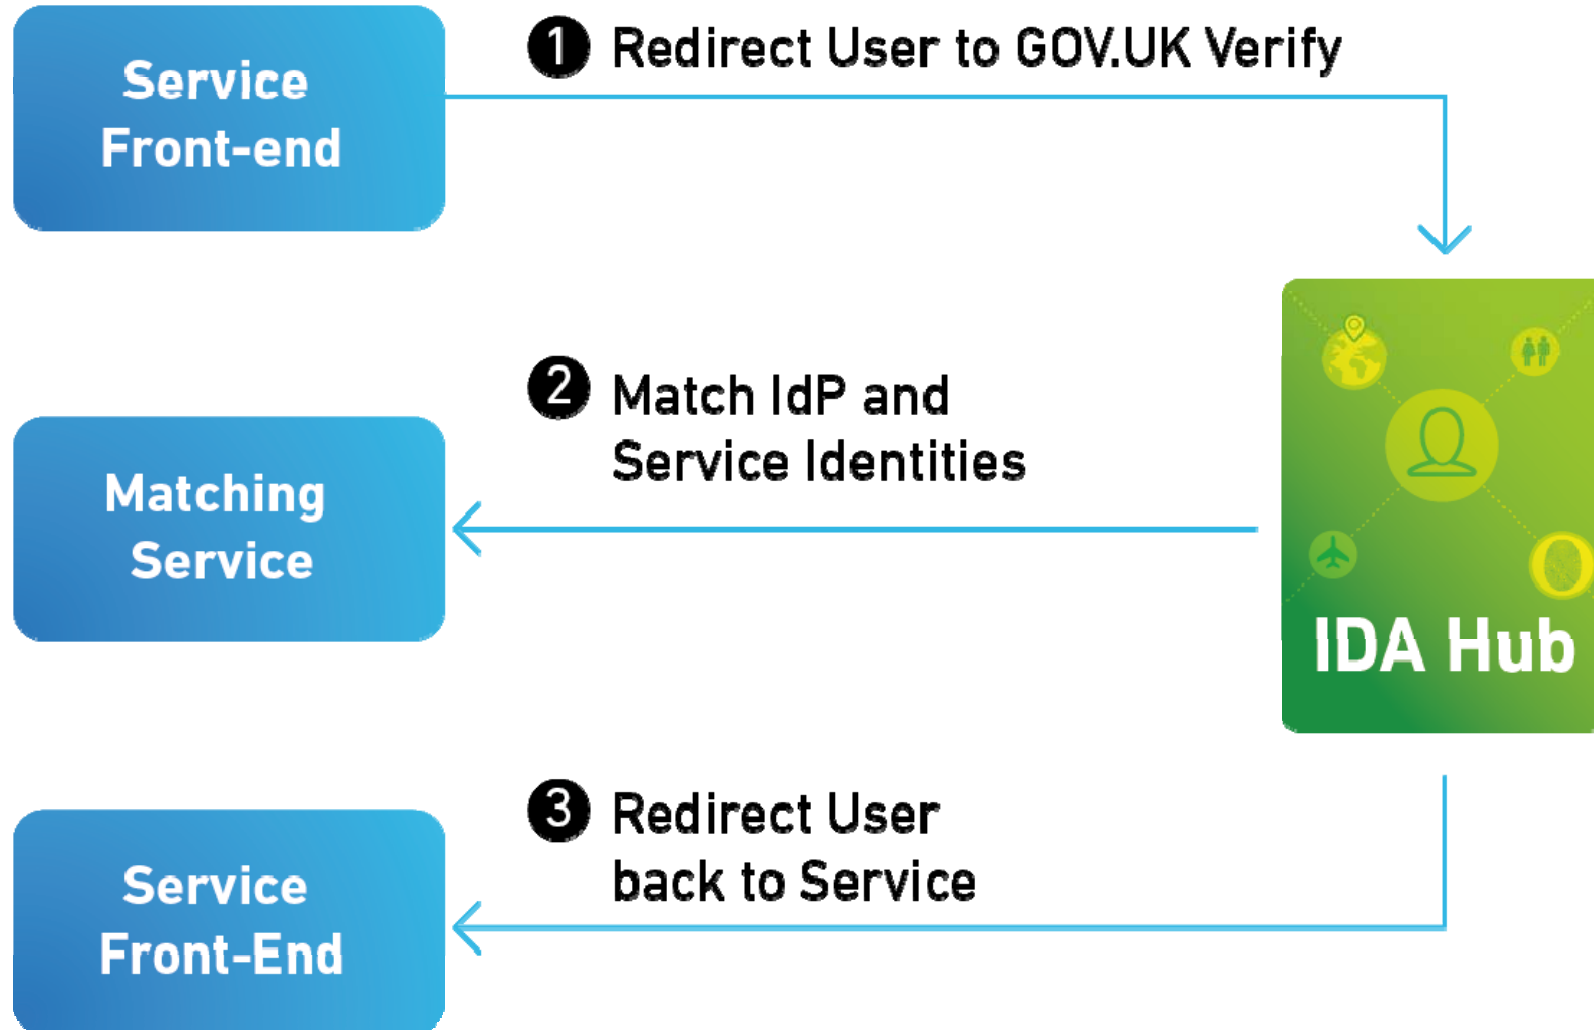 Service
Front-end
1 Redirect User to GOV.UK Verify
2 Match IdP and
Service Identities
Matching
Service
IDA Hub
3 Redirect User
back to Service
Service
Front-End